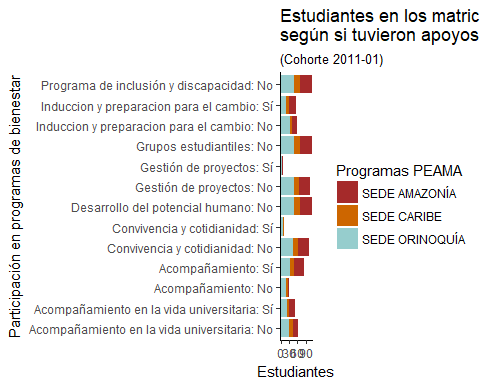 Estudiantes en los matric
según si tuvieron apoyos
(Cohorte 2011-01)
Participación en programas de bienestar
Programa de inclusión y discapacidad: No
Induccion y preparacion para el cambio: Sí
Induccion y preparacion para el cambio: No
Grupos estudiantiles: No
Gestión de proyectos: Sí
Gestión de proyectos: No
Desarrollo del potencial humano: No
Convivencia y cotidianidad: Sí
Convivencia y cotidianidad: No
Acompañamiento: Sí
Acompañamiento: No
Acompañamiento en la vida universitaria: Sí
Acompañamiento en la vida universitaria: No
0 30 60 90
Estudiantes
Programas PEAMA
SEDE AMAZONÍA
SEDE CARIBE
SEDE ORINOQUÍA